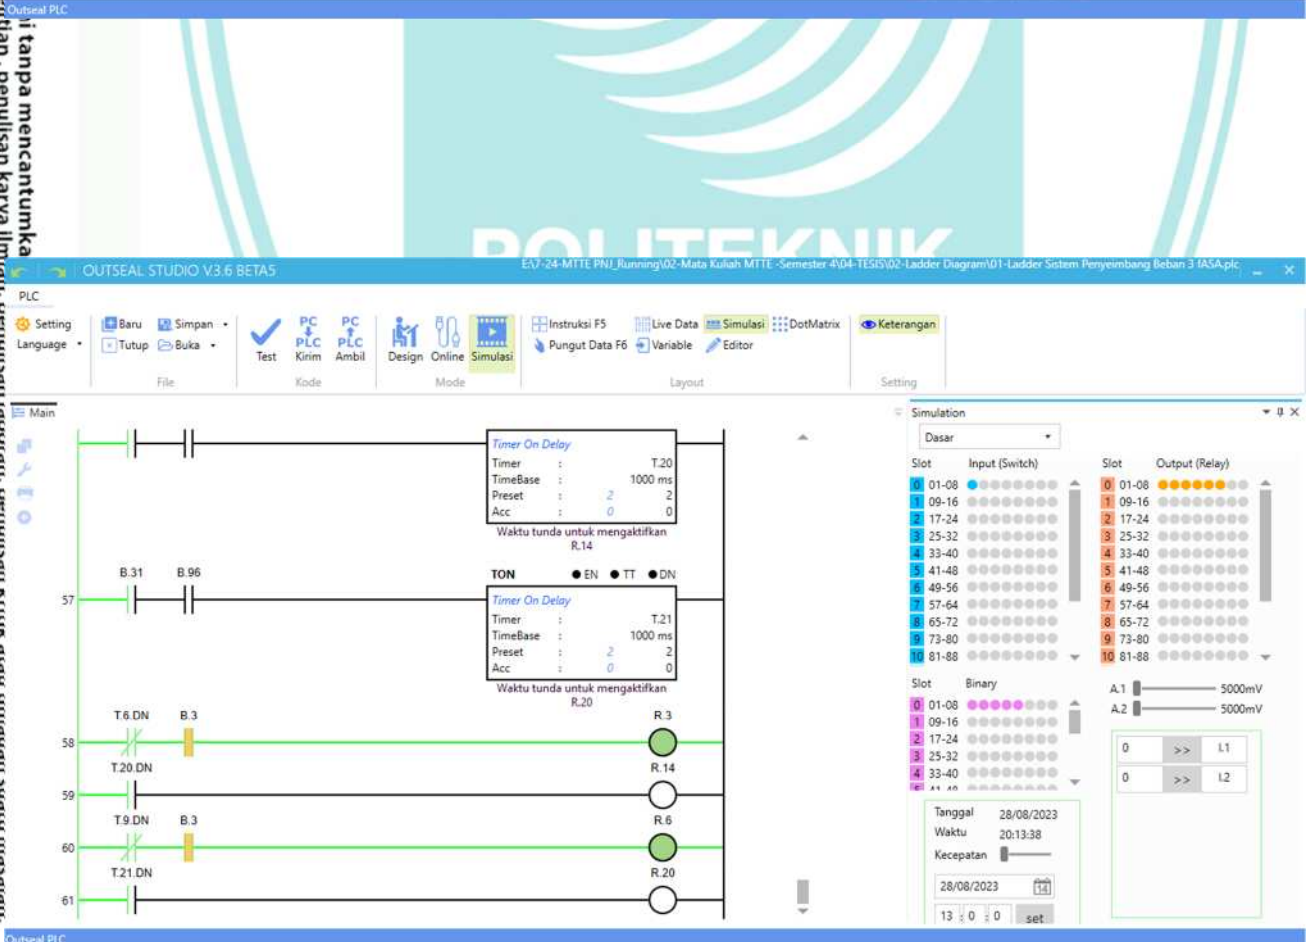 Outseal PLC
i tanpa mencantumka
POLITEKNIK
OUTSEAL STUDIO V3.6 BETA5
E:\7-24-MTTE PNJ_Running\02-Mata Kuliah MTTE -Semester 4\04-TESIS\02-Ladder Diagram\01-Ladder Sistem Penyeimbang Beban 3 fASA.plc
PLC
Setting
Language
Baru
Simpan
Tutup
Buka
File
Test
PC
PLC
Kirim
PC
PLC
Ambil
Kode
Design
Online
Simulasi
Mode
Instruksi F5
Live Data
Simulasi
DotMatrix
Pungut Data F6
Variable
Editor
Layout
Keterangan
Setting
Main
Timer On Delay
Timer : T.20
TimeBase : 1000 ms
Preset : 2 2
Acc : 0 0
Waktu tunda untuk mengaktifkan
R.14
57
B.31 B.96
TON EN TT DN
Timer On Delay
Timer : T.21
TimeBase : 1000 ms
Preset : 2 2
Acc : 0 0
Waktu tunda untuk mengaktifkan
R.20
T.6.DN B.3 R.3
58
T.20.DN R.14
59
T.9.DN B.3 R.6
60
T.21.DN R.20
61
Simulation
Dasar
Slot Input (Switch)
0 01-08
1 09-16
2 17-24
3 25-32
4 33-40
5 41-48
6 49-56
7 57-64
8 65-72
9 73-80
10 81-88
Slot Output (Relay)
0 01-08
1 09-16
2 17-24
3 25-32
4 33-40
5 41-48
6 49-56
7 57-64
8 65-72
9 73-80
10 81-88
Slot Binary
0 01-08
1 09-16
2 17-24
3 25-32
4 33-40
A.1 5000mV
A.2 5000mV
0 >> I.1
0 >> I.2
Tanggal 28/08/2023
Waktu 20:13:38
Kecepatan
28/08/2023 14
13 : 0 : 0 set
Outseal PLC